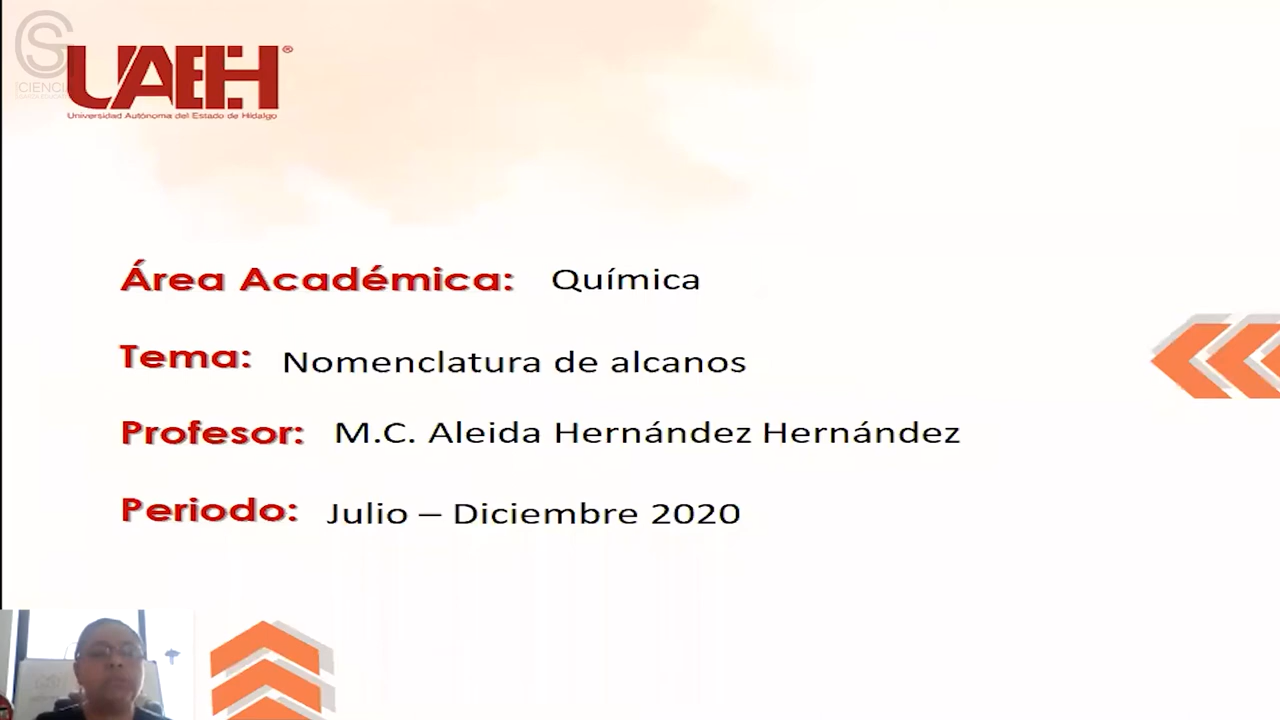 UAEH®
Universidad Autónoma del Estado de Hidalgo
Área Académica: Química
Tema: Nomenclatura de alcanos
Profesor: M.C. Aleida Hernández Hernández
Periodo: Julio – Diciembre 2020